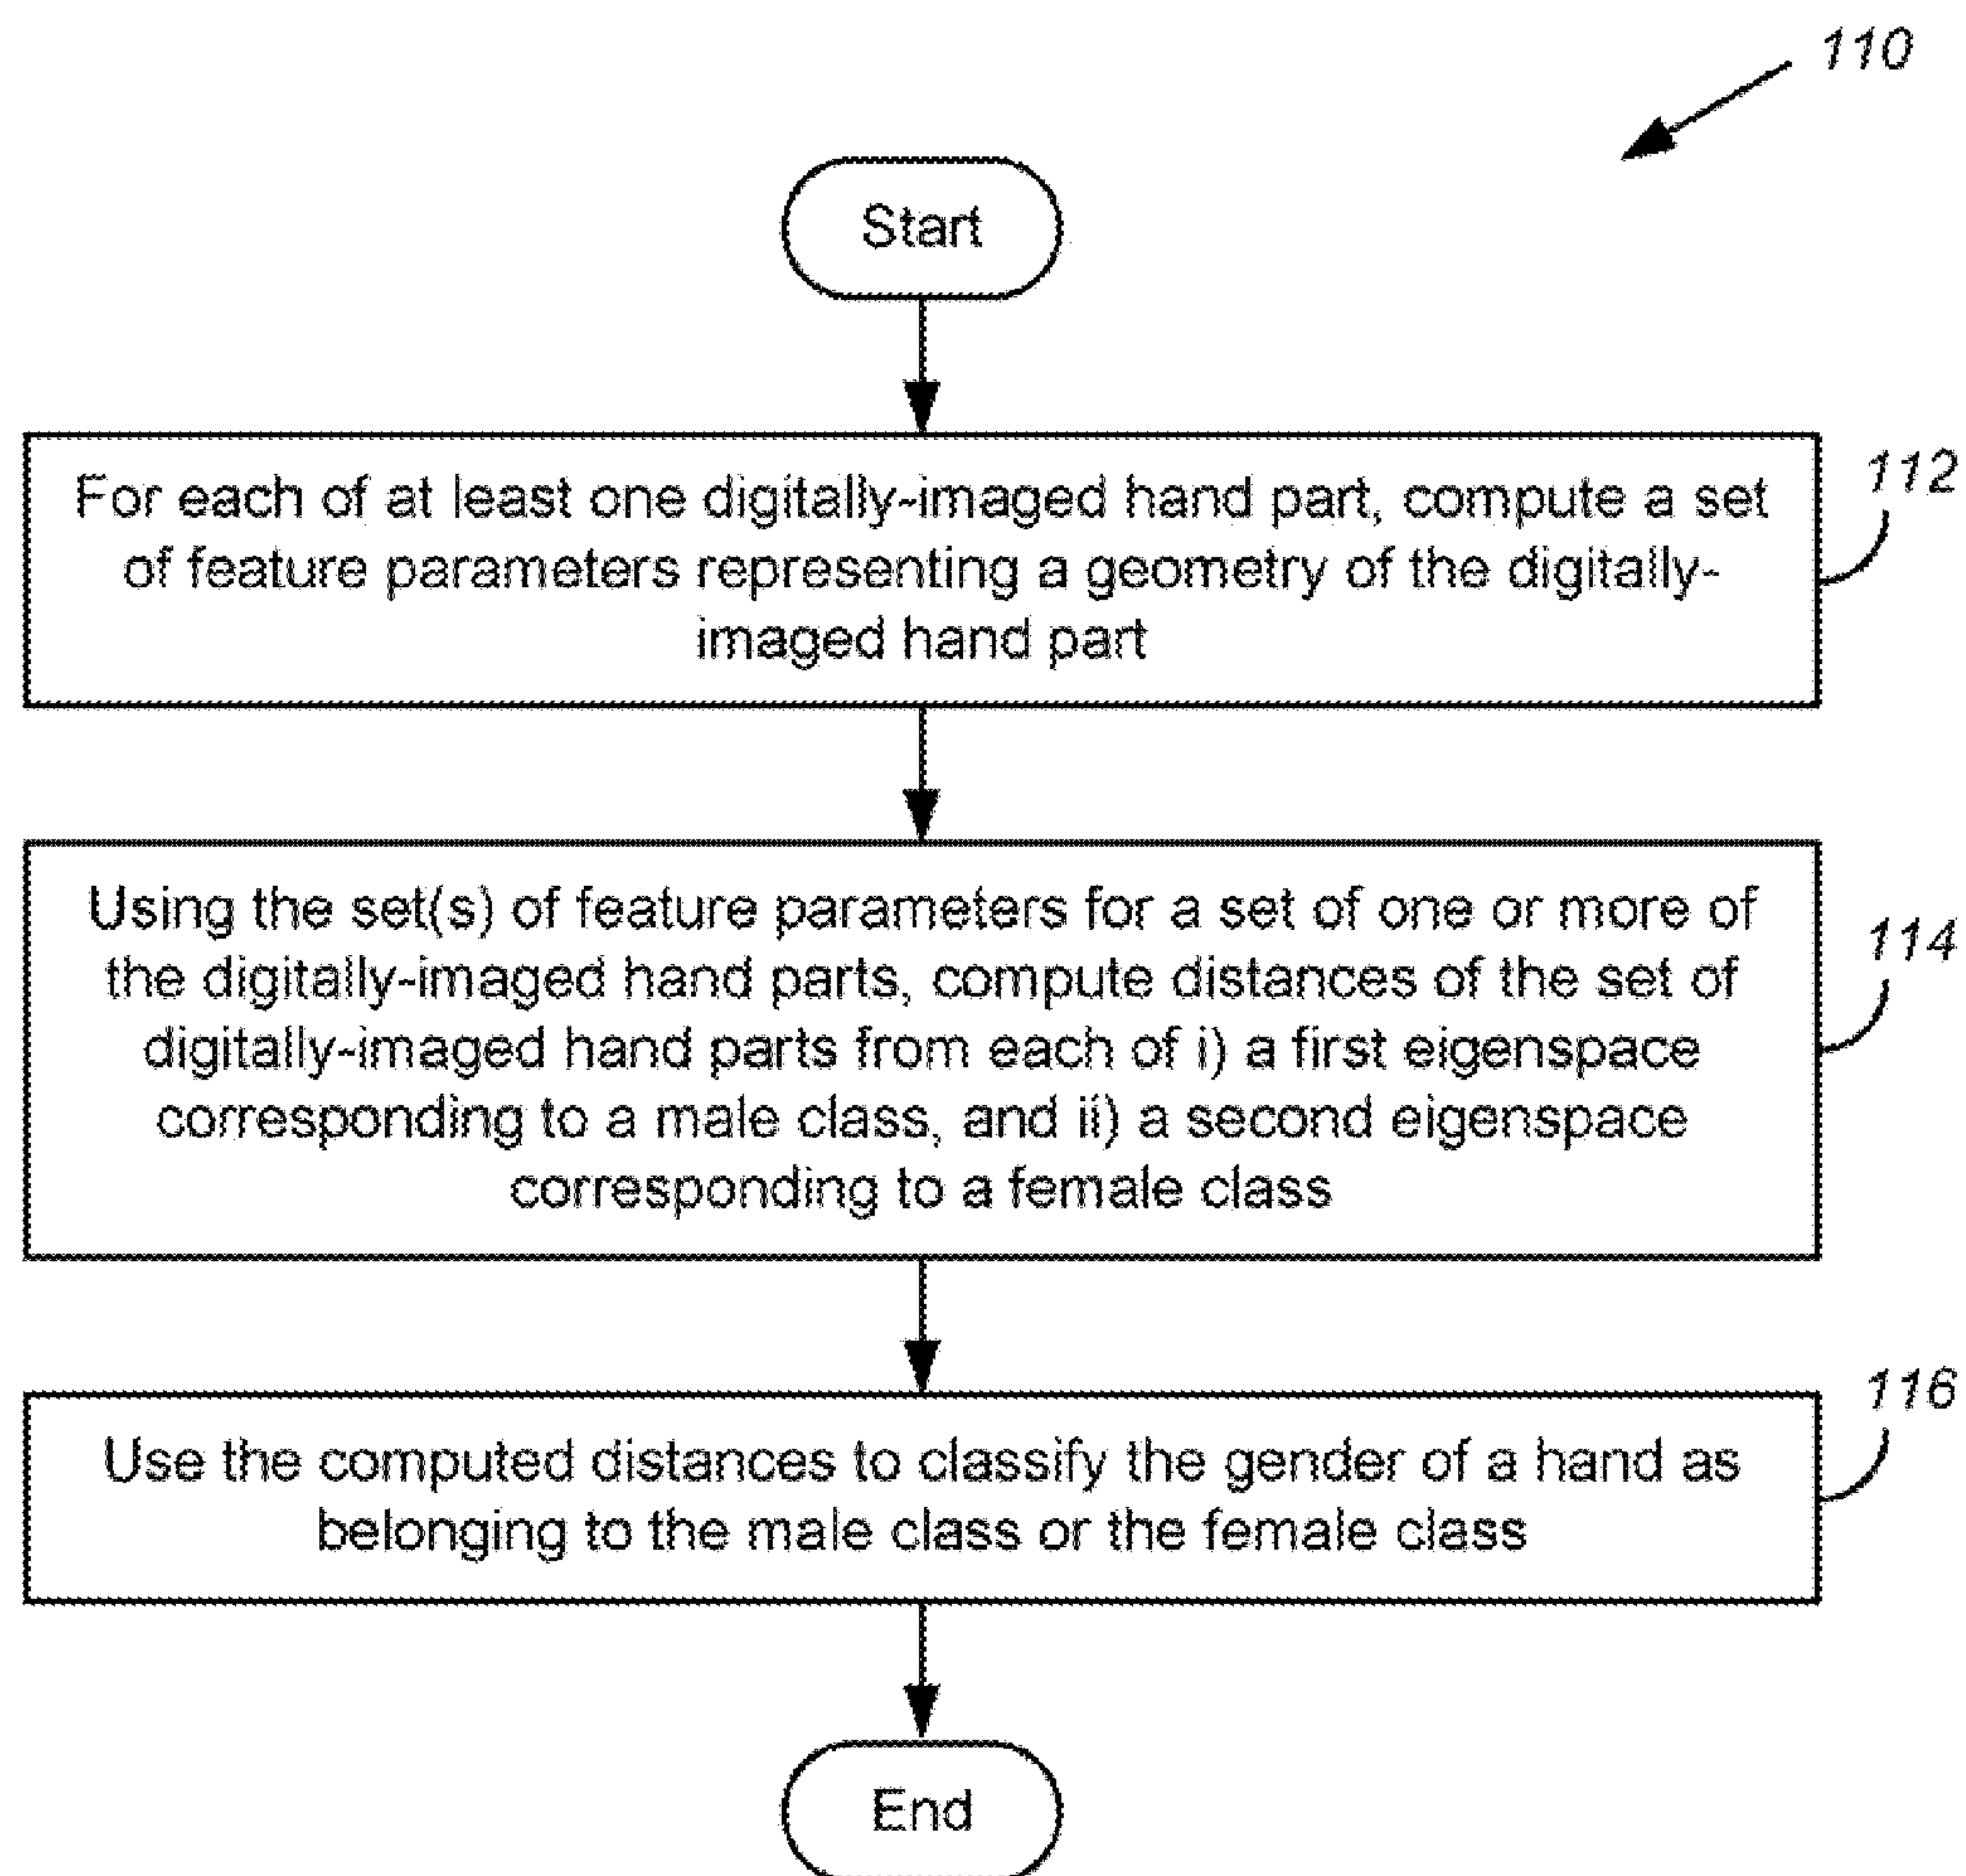 110
Start
For each of at least one digitally-imaged hand part, compute a set
of feature parameters representing a geometry of the digitally-
imaged hand part
112
Using the set(s) of feature parameters for a set of one or more of
the digitally-imaged hand parts, compute distances of the set of
digitally-imaged hand parts from each of i) a first eigenspace
corresponding to a male class, and ii) a second eigenspace
corresponding to a female class
114
Use the computed distances to classify the gender of a hand as
belonging to the male class or the female class
116
End